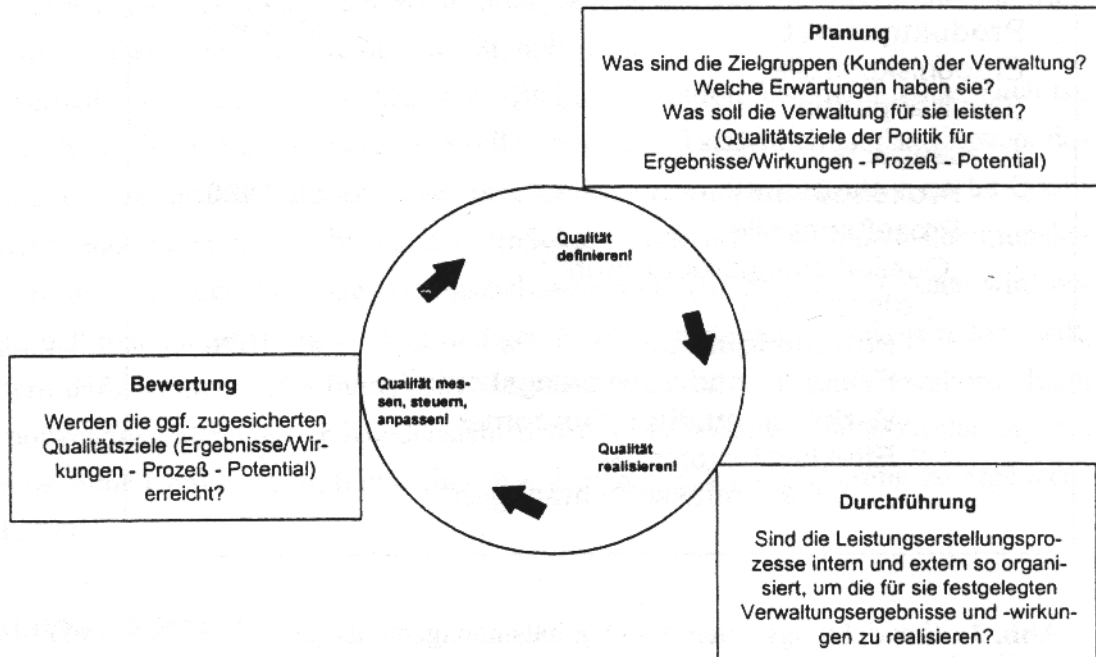 Planung
Was sind die Zielgruppen (Kunden) der Verwaltung?
Welche Erwartungen haben sie?
Was soll die Verwaltung für sie leisten?
(Qualitätsziele der Politik für
Ergebnisse/Wirkungen - Prozeß - Potential)
Qualität
definieren!
Bewertung
Werden die ggf. zugesicherten
Qualitätsziele (Ergebnisse/Wir-
kungen - Prozeß - Potential)
erreicht?
Qualität mes-
sen, steuern,
anpassen!
Qualität
realisieren!
Durchführung
Sind die Leistungserstellungspro-
zesse intern und extern so organi-
siert, um die für sie festgelegten
Verwaltungsergebnisse und -wirkun-
gen zu realisieren?